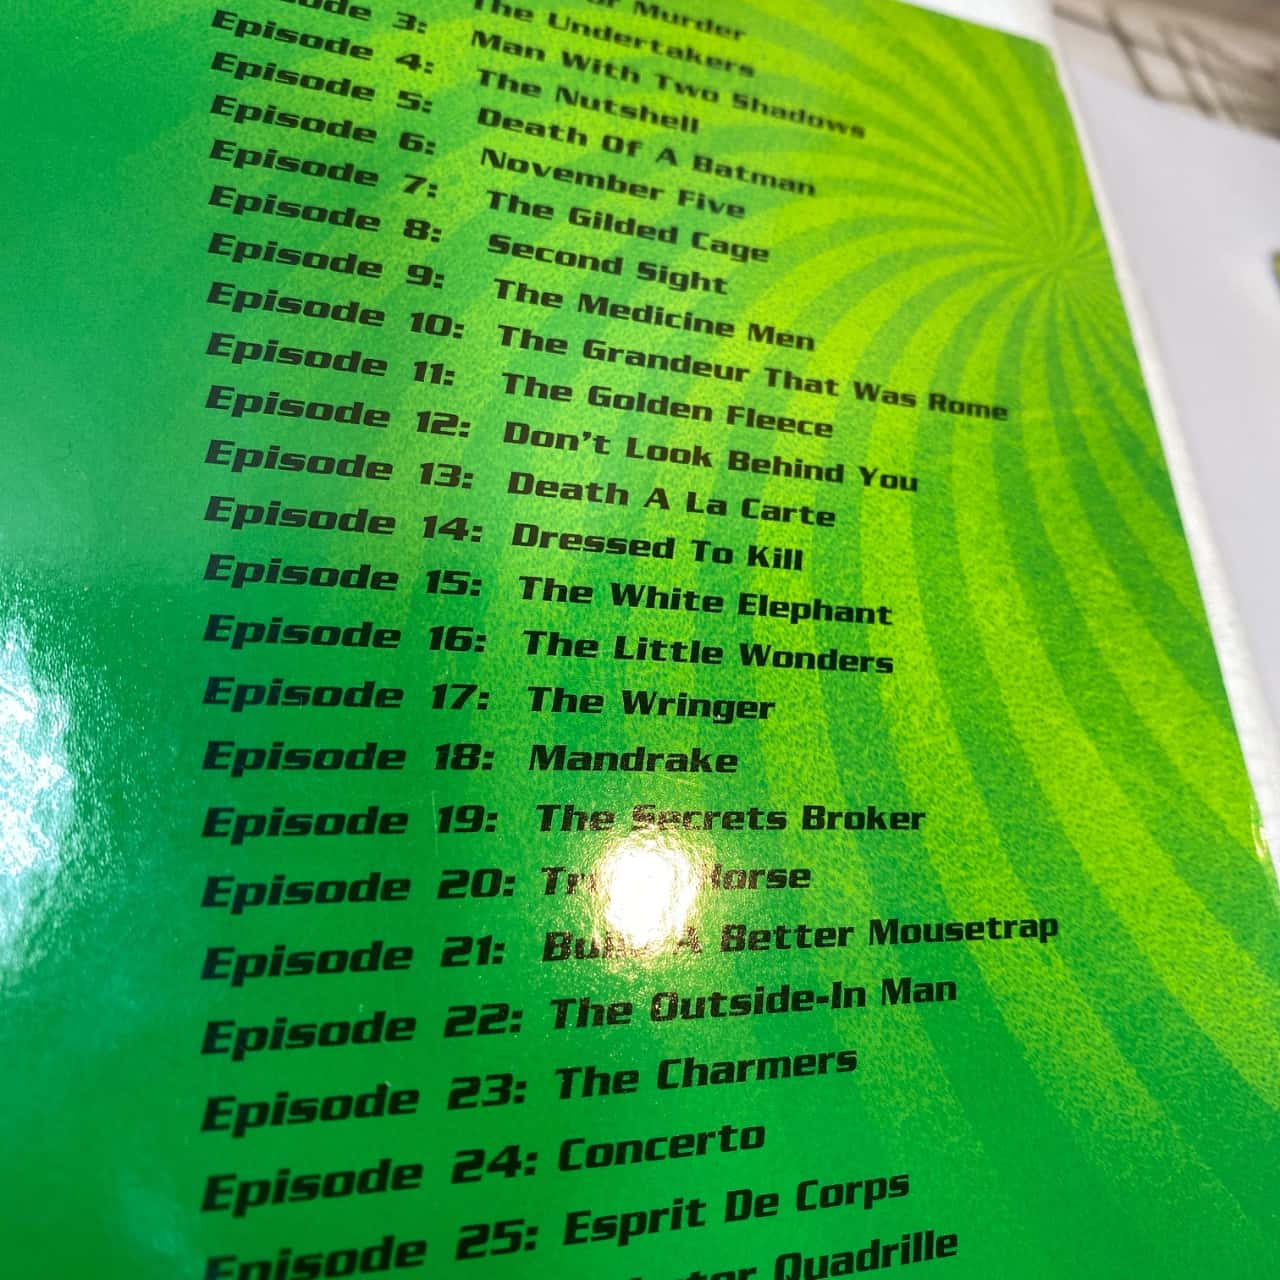 Murder
The Undertakers
3: Man With Two Shadows
Episode 4: The Nutshell
Episode 5: Death Of A Batman
Episode 6: November Five
Episode 7: The Gilded Cage
Episode 8: Second Sight
Episode 9: The Medicine Men
Episode 10: The Grandeur That Was Rome
Episode 11: The Golden Fleece
Episode 12: Don't Look Behind You
Episode 13: Death A La Carte
Episode 14: Dressed To Kill
Episode 15: The White Elephant
Episode 16: The Little Wonders
Episode 17: The Wringer
Episode 18: Mandrake
Episode 19: The Secrets Broker
Episode 20: Horse
Episode 21: A Better Mousetrap
Episode 22: The Outside-In Man
Episode 23: The Charmers
Episode 24: Concerto
Episode 25: Esprit De Corps
Quadrille